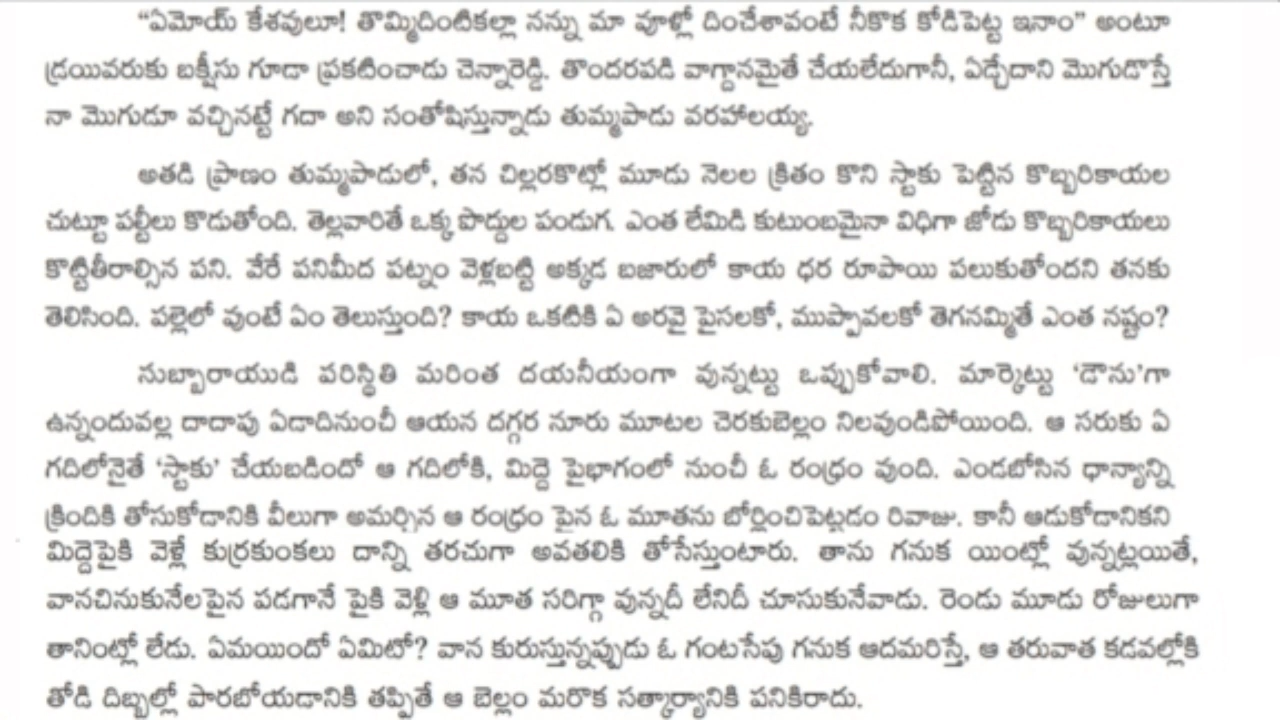 “ఏమోయ్ కేశవులూ! తొమ్మిదింటికల్లా నన్ను మా వూళ్లో దించేశావంటే నీకొక కోడిపెట్ట ఇనాం” అంటూ
డ్రయివరుకు బక్షీసు గూడా ప్రకటించాడు చెన్నారెడ్డి. తొందరపడి వాగ్దానమైతే చేయలేదుగానీ, ఏడ్చేదాని మొగుడొస్తే
నా మొగుడూ వచ్చినట్టే గదా అని సంతోషిస్తున్నాడు తుమ్మపాడు వరహాలయ్య.
అతడి ప్రాణం తుమ్మపాడులో, తన చిల్లరకొట్లో మూడు నెలల క్రితం కొని స్టాకు పెట్టిన కొబ్బరికాయల
చుట్టూ పల్టీలు కొడుతోంది. తెల్లవారితే ఒక్కపొద్దుల పండుగ. ఎంత లేమిడి కుటుంబమైనా విధిగా జోడు కొబ్బరికాయలు
కొట్టితీరాల్సిన పని. వేరే పనిమీద పట్నం వెళ్లబట్టి అక్కడ బజారులో కాయ ధర రూపాయి పలుకుతోందని తనకు
తెలిసింది. పల్లెలో వుంటే ఏం తెలుస్తుంది? కాయ ఒకటికి ఏ అరవై పైసలకో, ముప్పావలకో తెగనమ్మితే ఎంత నష్టం?
సుబ్బారాయుడి పరిస్థితి మరింత దయనీయంగా వున్నట్టు ఒప్పుకోవాలి. మార్కెట్టు ‘డౌను’గా
ఉన్నందువల్ల దాదాపు ఏడాదినుంచీ ఆయన దగ్గర నూరు మూటల చెరకుబెల్లం నిలవుండిపోయింది. ఆ సరుకు ఏ
గదిలోనైతే ‘స్టాకు’ చేయబడిందో ఆ గదిలోకి, మిద్దె పైభాగంలో నుంచీ ఓ రంధ్రం వుంది. ఎండబోసిన ధాన్యాన్ని
క్రిందికి తోసుకోడానికి వీలుగా అమర్చిన ఆ రంధ్రం పైన ఓ మూతను బోర్లించిపెట్టడం రివాజు. కానీ ఆడుకోడానికని
మిద్దెపైకి వెళ్లే కుర్రకుంకలు దాన్ని తరచుగా అవతలికి తోసేస్తుంటారు. తాను గనుక యింట్లో వున్నట్లయితే,
వానచినుకునేలపైన పడగానే పైకి వెళ్లి ఆ మూత సరిగ్గా వున్నదీ లేనిదీ చూసుకునేవాడు. రెండు మూడు రోజులుగా
తానింట్లో లేడు. ఏమయిందో ఏమిటో? వాన కురుస్తున్నప్పుడు ఓ గంటసేపు గనుక ఆదమరిస్తే, ఆ తరువాత కడవల్లోకి
తోడి దిబ్బల్లో పారబోయడానికి తప్పితే ఆ బెల్లం మరొక సత్కార్యానికి పనికిరాదు.